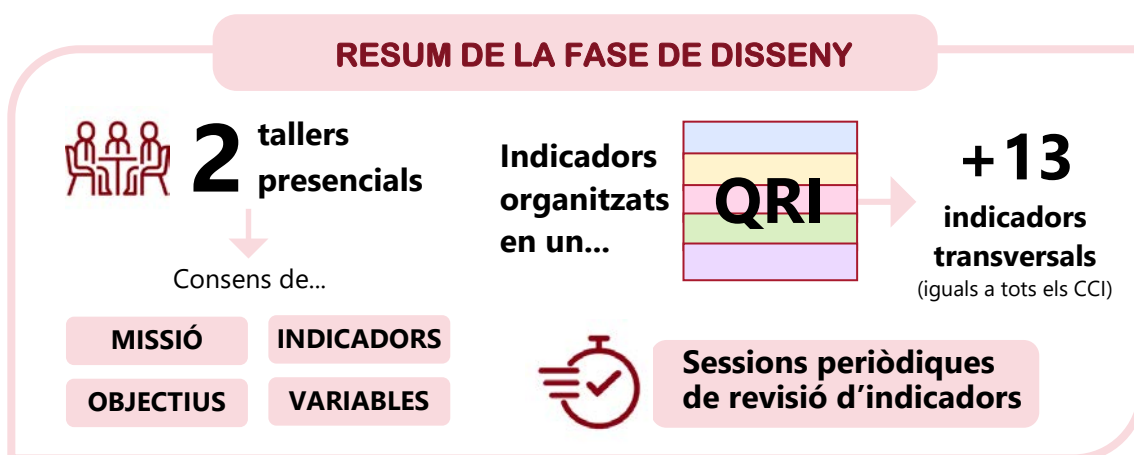 RESUM DE LA FASE DE DISSENY
2
tallers
presencials
Consens de...
MISSIÓ
INDICADORS
OBJECTIUS
VARIABLES
Indicadors
organitzats
en un...
QRI
+13
indicadors
transversals
(iguals a tots els CCI)
Sessions periòdiques
de revisió d’indicadors